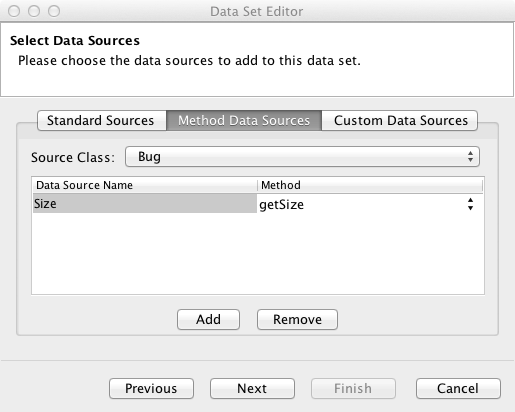 Data Set Editor
Select Data Sources
Please choose the data sources to add to this data set.
Standard Sources Method Data Sources Custom Data Sources
Source Class: Bug
Data Source Name Method
Size getSize
Add Remove
Previous Next Finish Cancel